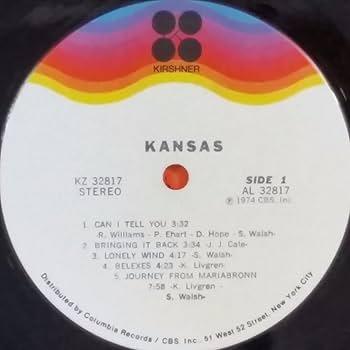 KIRSHNER
KANSAS
KZ 32817
STEREO
SIDE 1
AL 32817
Ⓟ 1974 CBS, Inc.
1. CAN I TELL YOU 3:32
R. Williams - P. Ehart - D. Hope - S. Walsh-
2. BRINGING IT BACK 3:34 -J. J. Cale-
3. LONELY WIND 4:17 -S. Walsh-
4. BELEXES 4:23 -K. Livgren-
5. JOURNEY FROM MARIABRONN
7:58 -K. Livgren-
S. Walsh-
Distributed by Columbia Records / CBS Inc. 51 West 52 Street, New York City